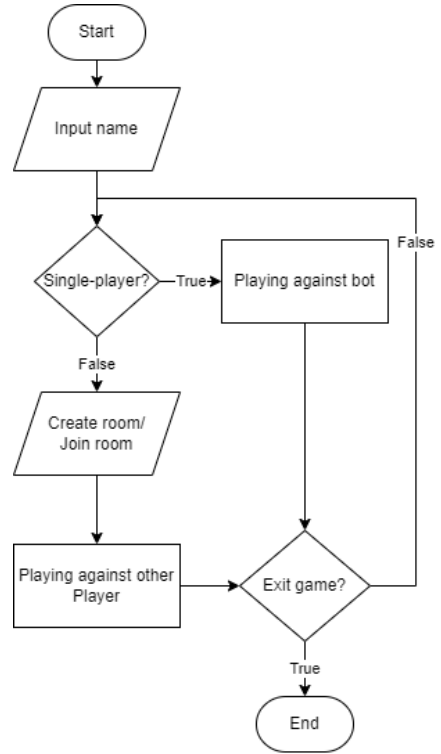 Start
Input name
False
Single-player?
True
Playing against bot
False
Create room/
Join room
Playing against other
Player
Exit game?
True
End